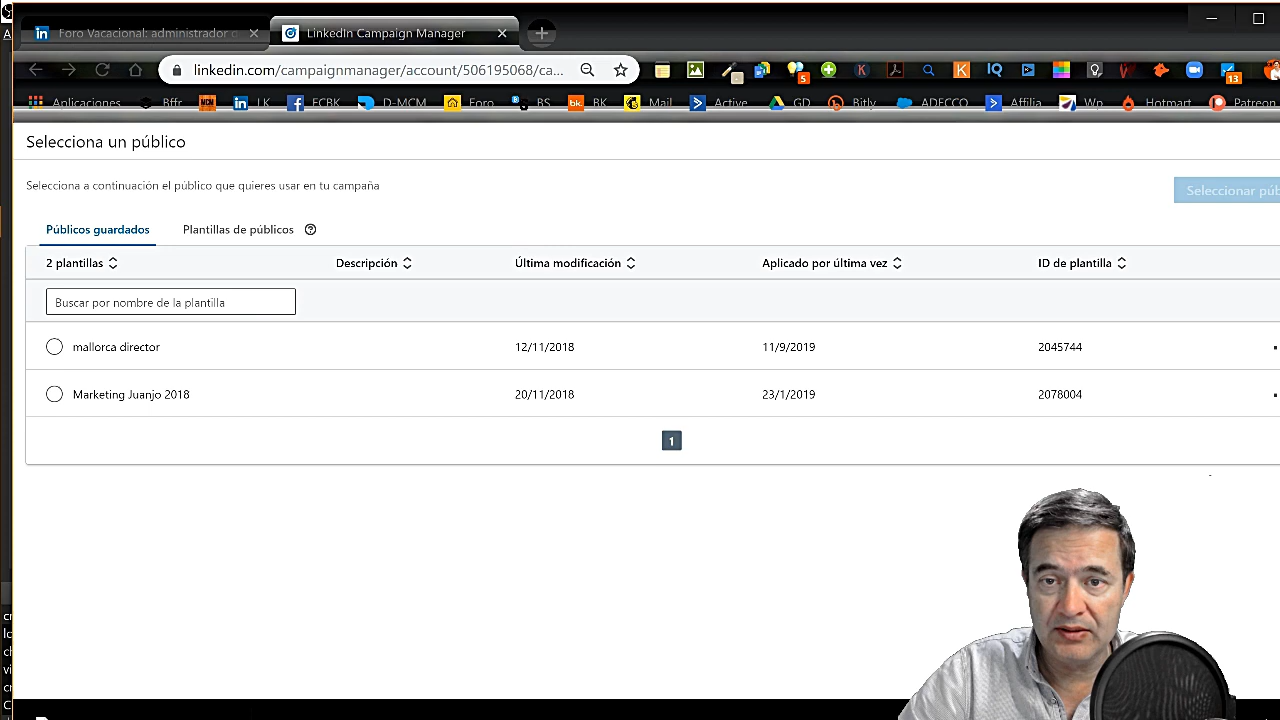 Foro Vacacional: administrador
LinkedIn Campaign Manager
linkedin.com/campaignmanager/account/506195068/ca...
5
13
Aplicaciones Bffr LK FCBK D-MCM Foro BS BK Mail Active GD Bitly ADECCO Affilia Wp Hotmart Patreon
Selecciona un público
Selecciona a continuación el público que quieres usar en tu campaña
Seleccionar púb
Públicos guardados Plantillas de públicos
2 plantillas Descripción Última modificación Aplicado por última vez ID de plantilla
Buscar por nombre de la plantilla
mallorca director 12/11/2018 11/9/2019 2045744
Marketing Juanjo 2018 20/11/2018 23/1/2019 2078004
1